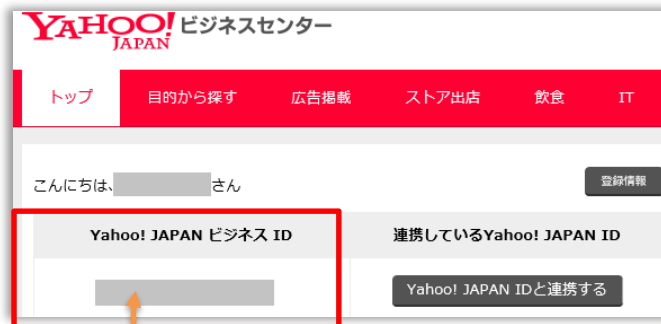 YAHOO! ビジネスセンター
JAPAN
トップ 目的から探す 広告掲載 ストア出店 飲食 IT
こんにちは、 さん 登録情報
Yahoo! JAPAN ビジネス ID 連携しているYahoo! JAPAN ID
Yahoo! JAPAN IDと連携する